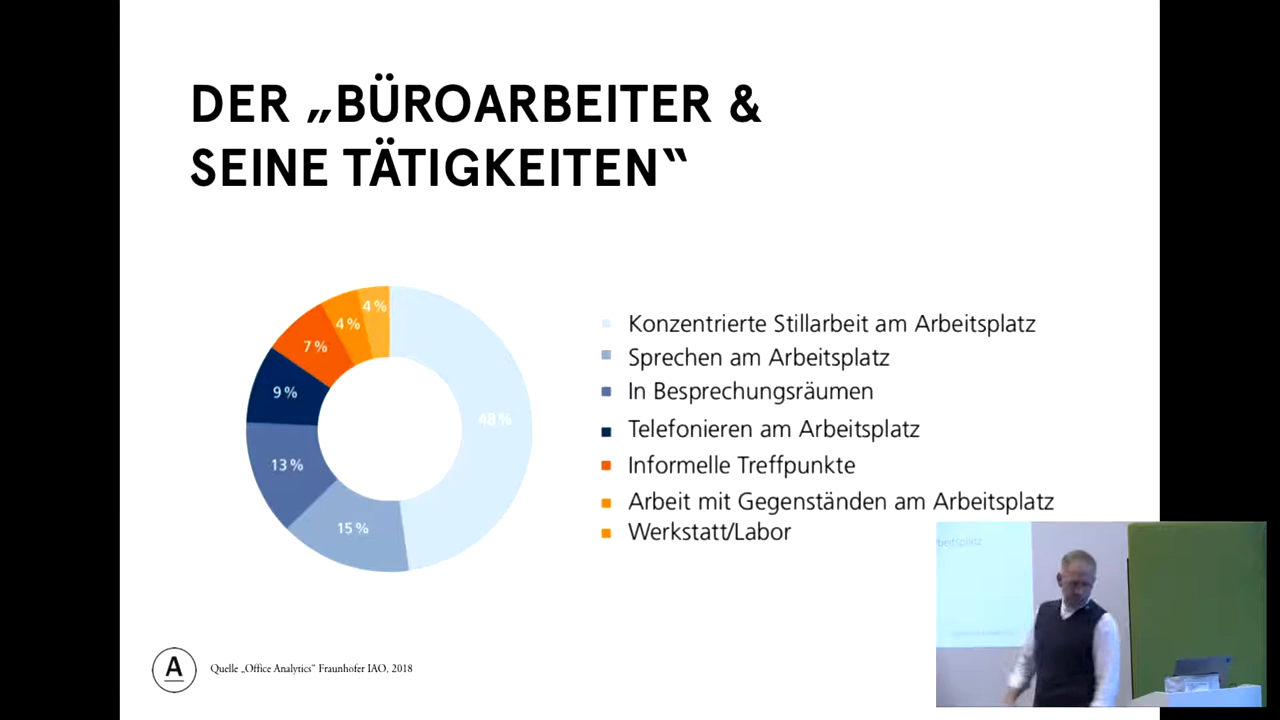 DER „BÜROARBEITER &
SEINE TÄTIGKEITEN‟
4 %
4 %
7 %
9 %
48 %
13 %
15 %
Konzentrierte Stillarbeit am Arbeitsplatz
Sprechen am Arbeitsplatz
In Besprechungsräumen
Telefonieren am Arbeitsplatz
Informelle Treffpunkte
Arbeit mit Gegenständen am Arbeitsplatz
Werkstatt/Labor
A
Quelle „Office Analytics“ Fraunhofer IAO, 2018